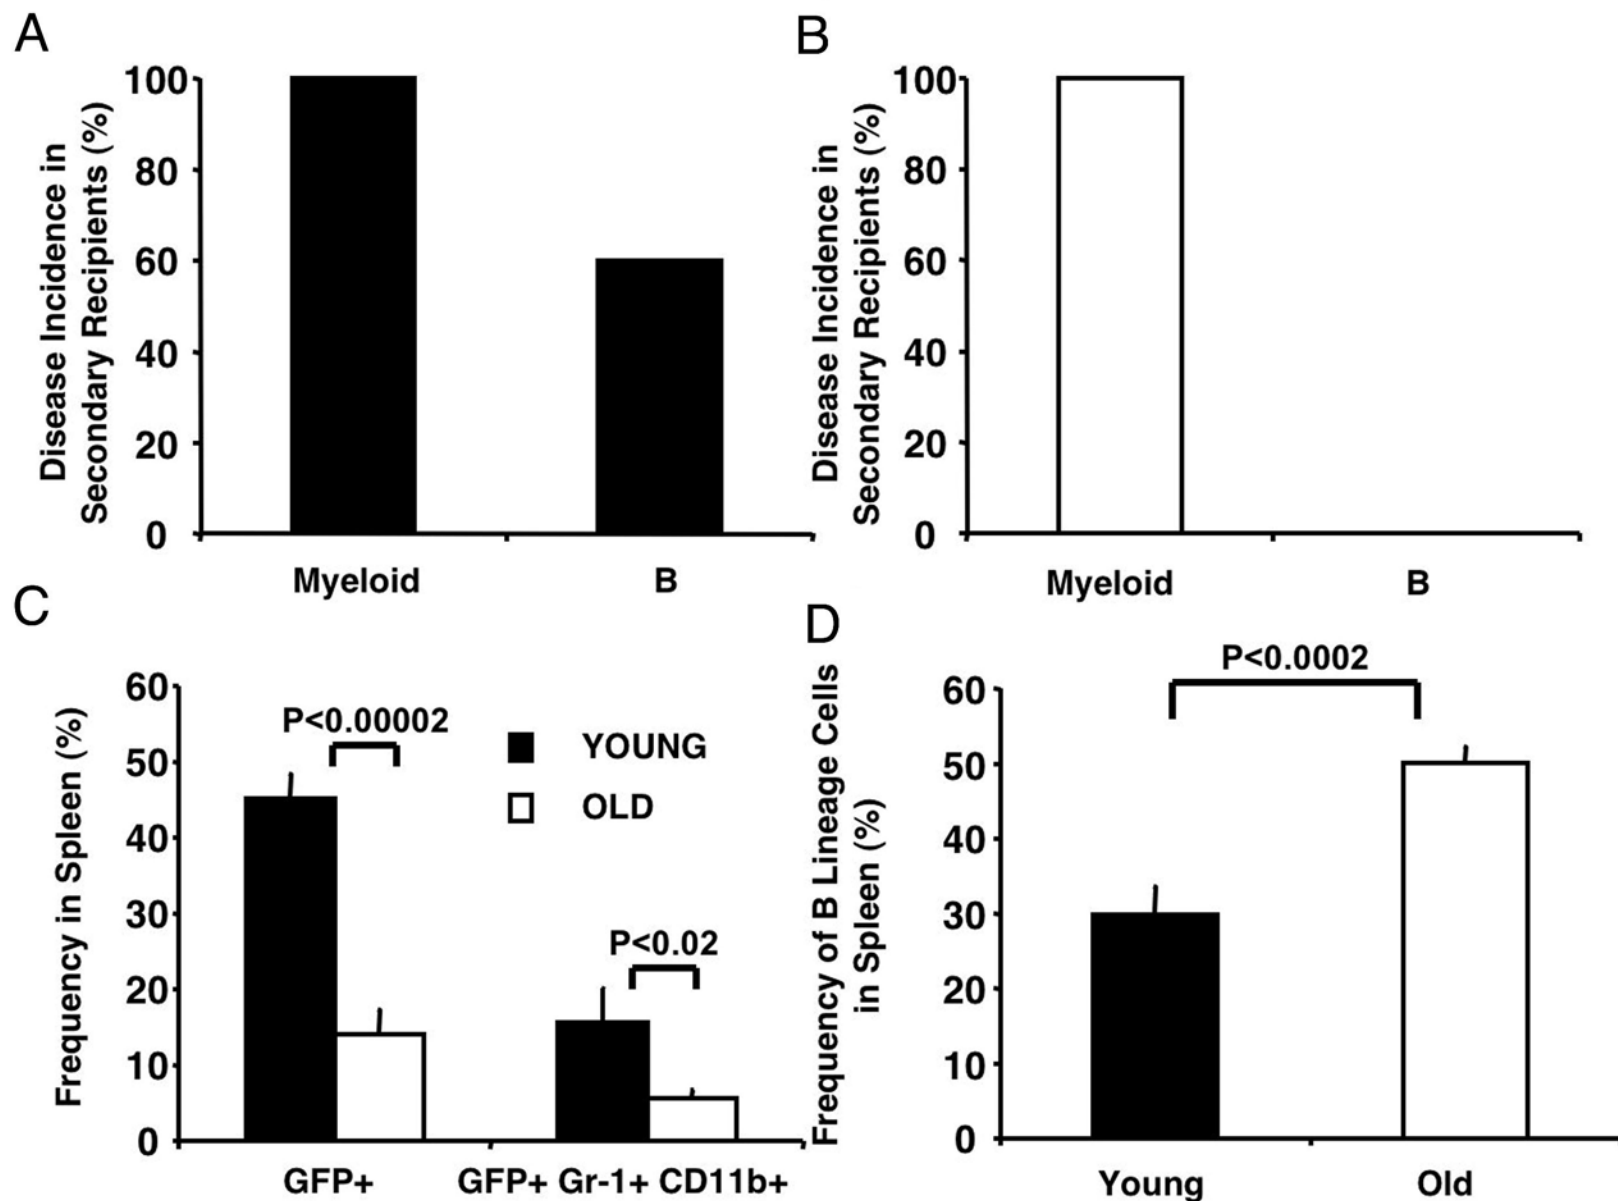 A
Disease Incidence in
Secondary Recipients (%)
100
80
60
40
20
0
Myeloid B
B
Disease Incidence in
Secondary Recipients (%)
100
80
60
40
20
0
Myeloid B
C
Frequency in Spleen (%)
60
50
40
30
20
10
0
P<0.00002
YOUNG
OLD
P<0.02
GFP+ GFP+ Gr-1+ CD11b+
D
Frequency of B Lineage Cells
in Spleen (%)
60
50
40
30
20
10
0
P<0.0002
Young Old